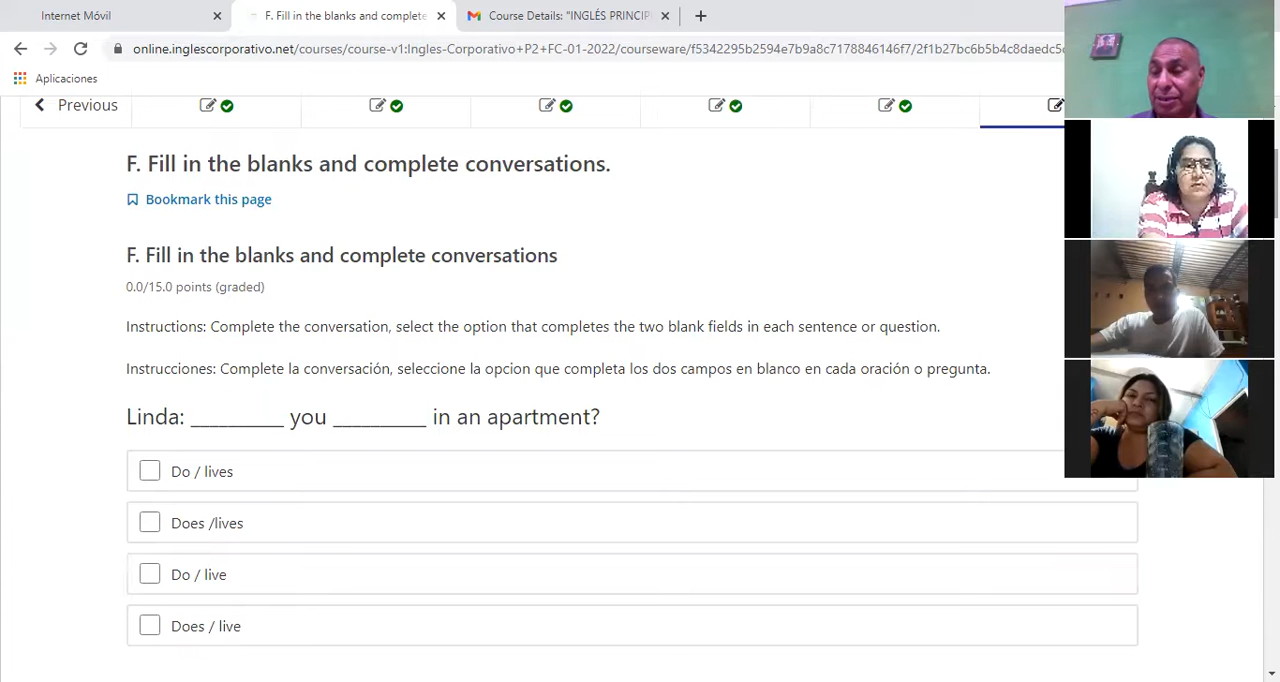 Internet Móvil
F. Fill in the blanks and complete
Course Details: "INGLÉS PRINCIP
online.inglescorporativo.net/courses/course-v1:Ingles-Corporativo+P2+FC-01-2022/courseware/f5342295b2594e7b9a8c7178846146f7/2f1b27bc6b5b4c8daedc5c
Aplicaciones
Previous
F. Fill in the blanks and complete conversations.
Bookmark this page
F. Fill in the blanks and complete conversations
0.0/15.0 points (graded)
Instructions: Complete the conversation, select the option that completes the two blank fields in each sentence or question.
Instrucciones: Complete la conversación, seleccione la opcion que completa los dos campos en blanco en cada oración o pregunta.
Linda: __________ you __________ in an apartment?
Do / lives
Does /lives
Do / live
Does / live